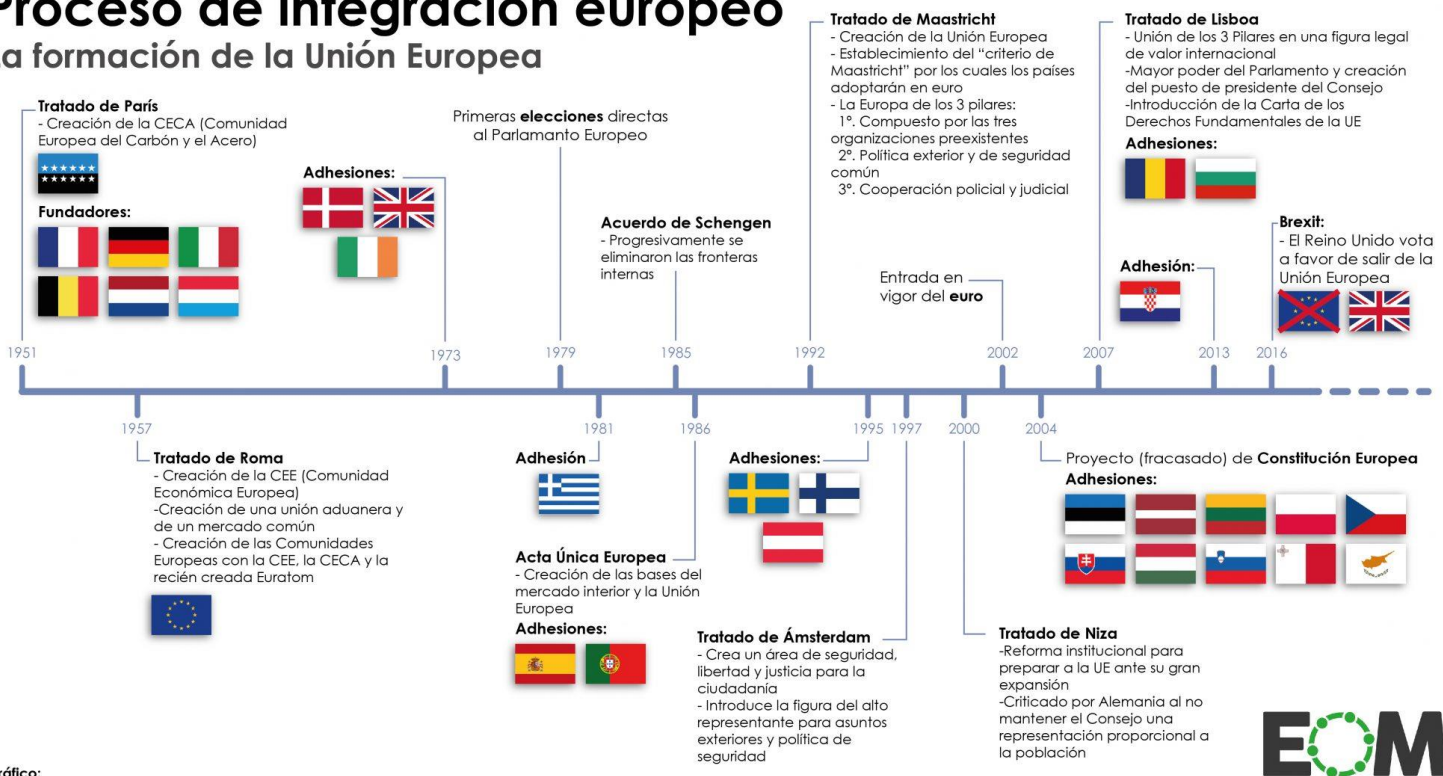 Proceso de integración europeo
La formación de la Unión Europea
Tratado de París
- Creación de la CECA (Comunidad
Europea del Carbón y el Acero)
Fundadores:
Adhesiones:
Primeras elecciones directas
al Parlamanto Europeo
Acuerdo de Schengen
- Progresivamente se
eliminaron las fronteras
internas
Tratado de Maastricht
- Creación de la Unión Europea
- Establecimiento del “criterio de
Maastricht” por los cuales los países
adoptarán en euro
- La Europa de los 3 pilares:
1º. Compuesto por las tres
organizaciones preexistentes
2º. Política exterior y de seguridad
común
3º. Cooperación policial y judicial
Entrada en
vigor del euro
Tratado de Lisboa
- Unión de los 3 Pilares en una figura legal
de valor internacional
-Mayor poder del Parlamento y creación
del puesto de presidente del Consejo
-Introducción de la Carta de los
Derechos Fundamentales de la UE
Adhesiones:
Adhesión:
Brexit:
- El Reino Unido vota
a favor de salir de la
Unión Europea
1951
1973
1979
1985
1992
2002
2007
2013
2016
1957
1981
1986
1995
1997
2000
2004
Tratado de Roma
- Creación de la CEE (Comunidad
Económica Europea)
-Creación de una unión aduanera y
de un mercado común
- Creación de las Comunidades
Europeas con la CEE, la CECA y la
recién creada Euratom
Adhesión
Acta Única Europea
- Creación de las bases del
mercado interior y la Unión
Europea
Adhesiones:
Adhesiones:
Tratado de Ámsterdam
- Crea un área de seguridad,
libertad y justicia para la
ciudadanía
- Introduce la figura del alto
representante para asuntos
exteriores y política de
seguridad
Tratado de Niza
-Reforma institucional para
preparar a la UE ante su gran
expansión
-Criticado por Alemania al no
mantener el Consejo una
representación proporcional a
la población
Proyecto (fracasado) de Constitución Europea
Adhesiones:
EOM
ráfico: